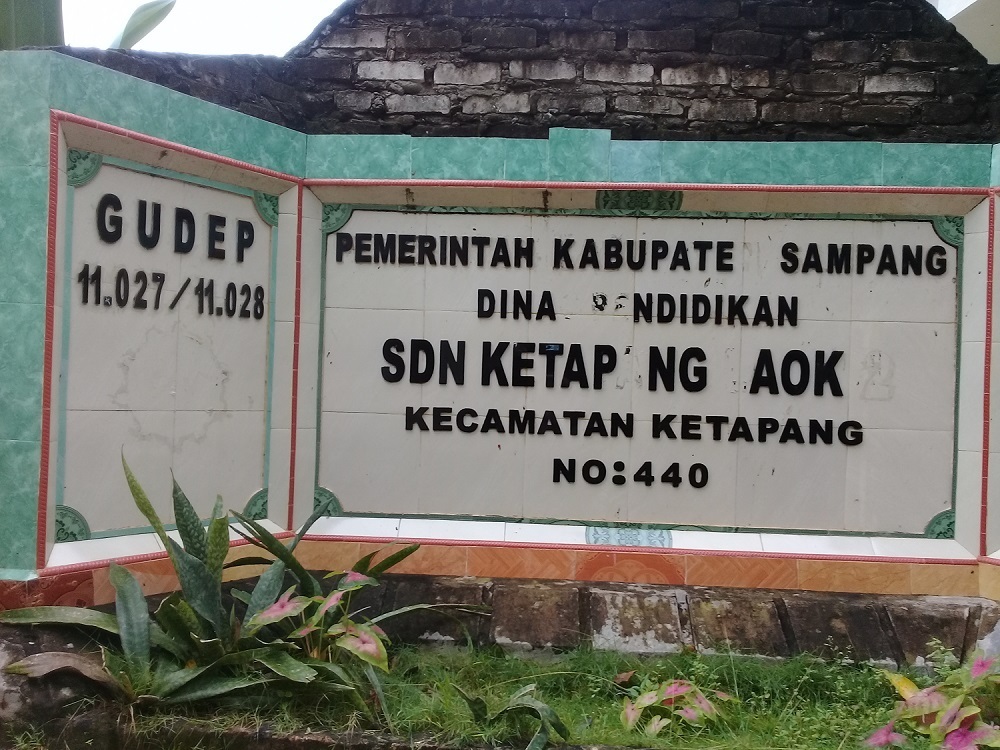 GUDEP
11.027/11.028
PEMERINTAH KABUPATE SAMPANG
DINA NDIDIKAN
SDN KETAP NG AOK
KECAMATAN KETAPANG
NO:440